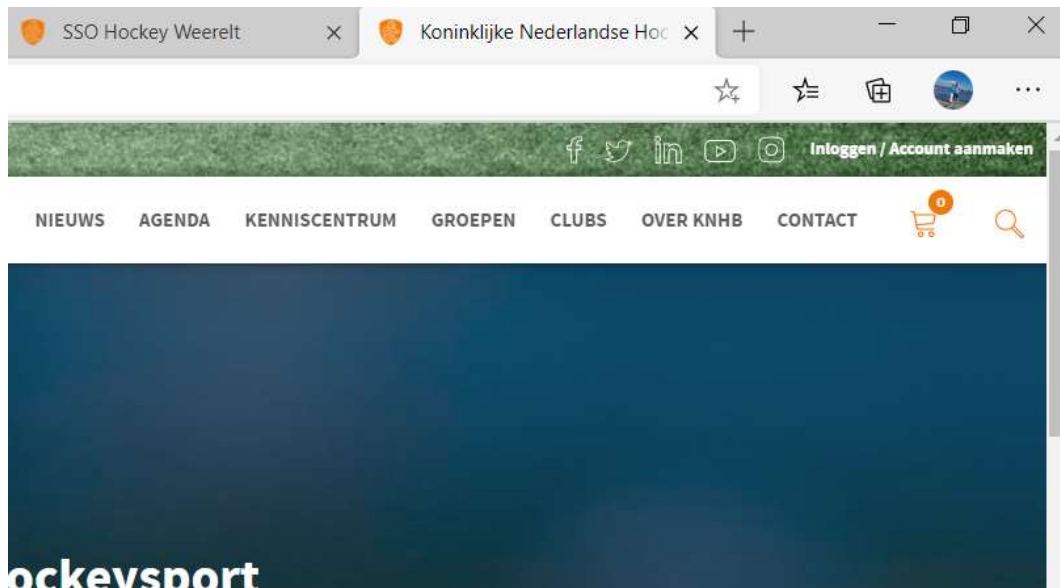 SSO Hockey Weerelt
Koninklijke Nederlandse Hoc
Inloggen / Account aanmaken
NIEUWS AGENDA KENNISCENTRUM GROEPEN CLUBS OVER KNHB CONTACT 0
ockeysport